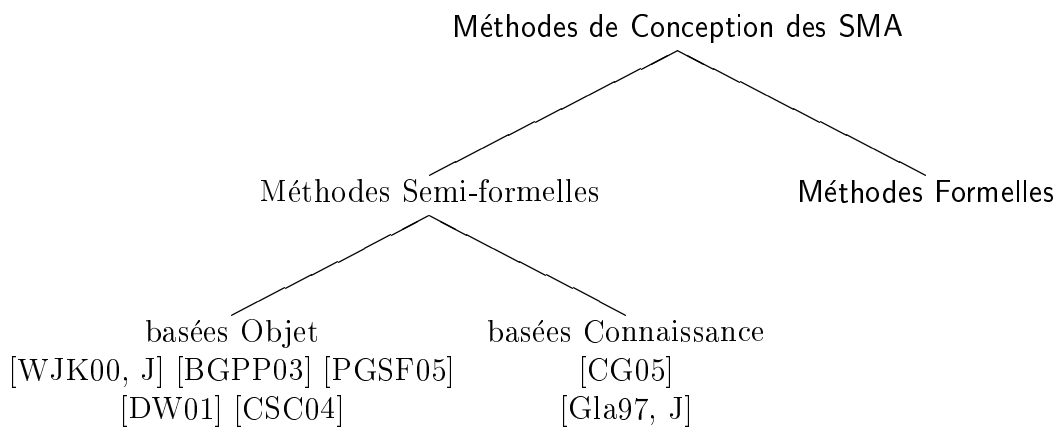 Méthodes de Conception des SMA
Méthodes Semi-formelles
Méthodes Formelles
basées Objet
[WJK00, J] [BGPP03] [PGSF05]
[DW01] [CSC04]
basées Connaissance
[CG05]
[Gla97, J]